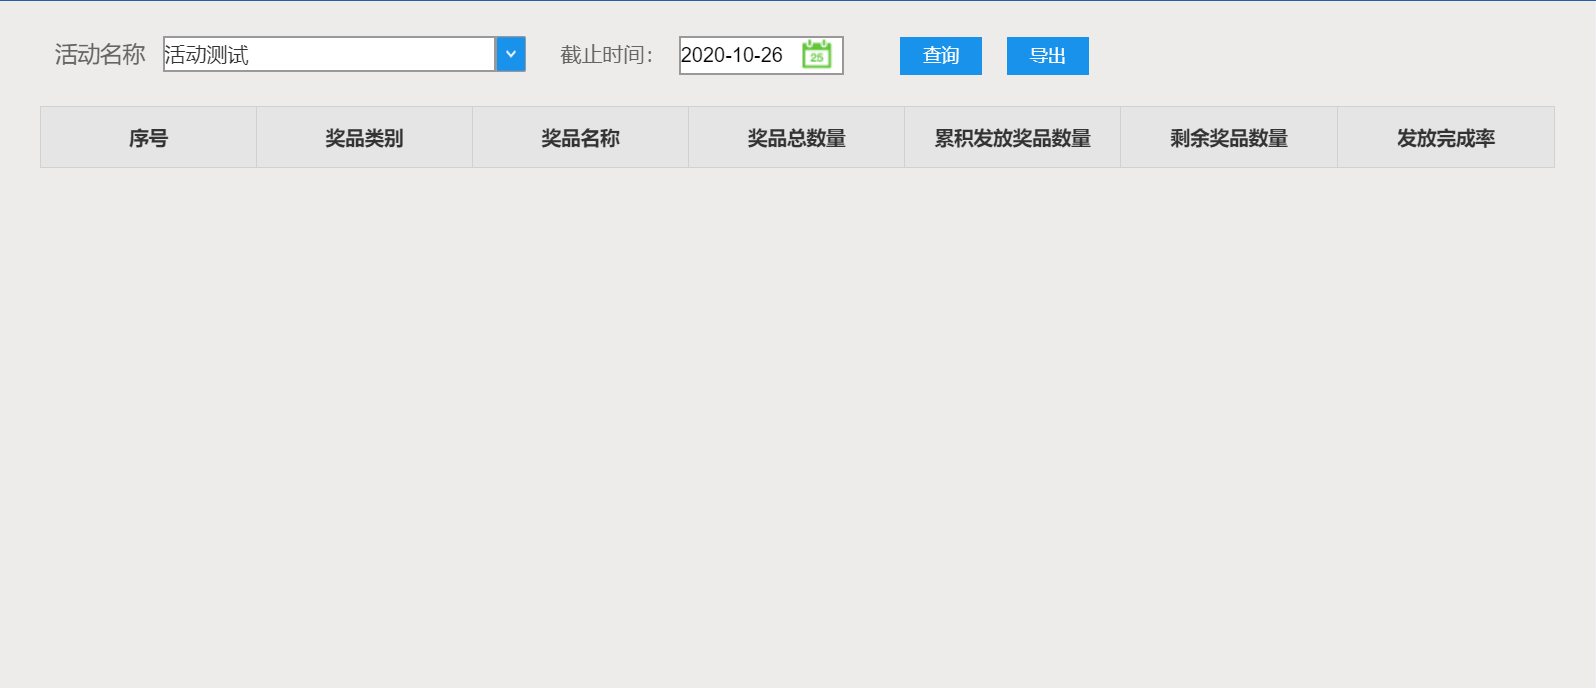 活动名称 活动测试 截止时间： 2020-10-26 25 查询 导出
序号 奖品类别 奖品名称 奖品总数量 累积发放奖品数量 剩余奖品数量 发放完成率